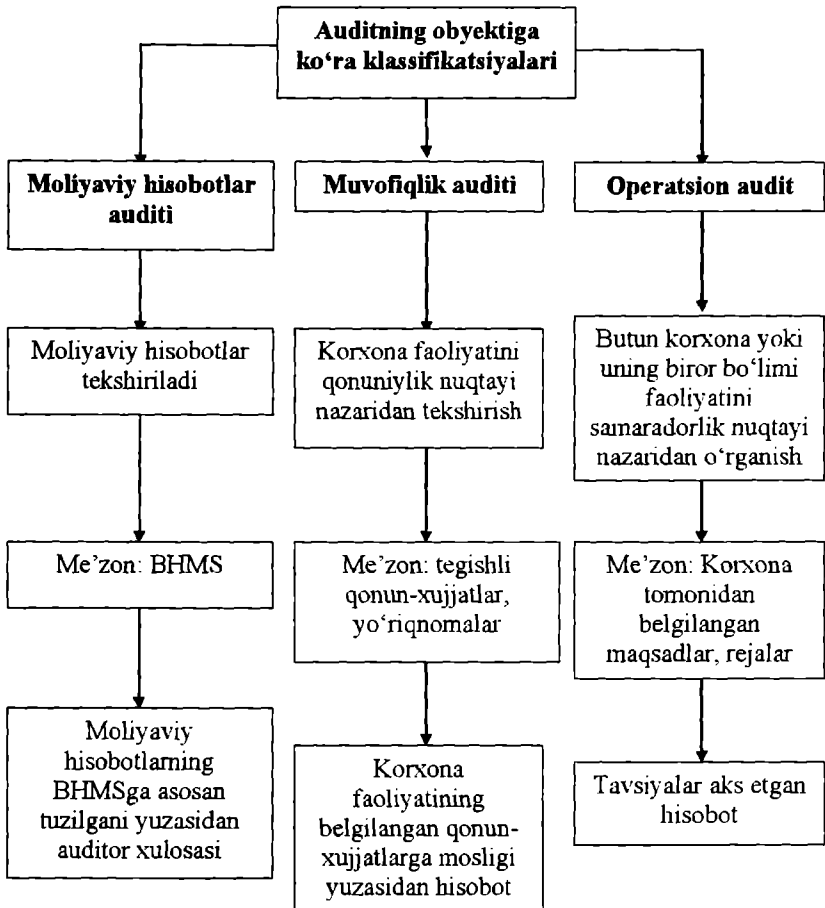 Auditning obyektiga
ko‘ra klassifikatsiyalari
Moliyaviy hisobotlar
auditi
Muvofiqlik auditi
Operatsion audit
Moliyaviy hisobotlar
tekshiriladi
Korxona faoliyatini
qonuniylik nuqtayi
nazaridan tekshirish
Butun korxona yoki
uning biror bo‘limi
faoliyatini
samaradorlik nuqtayi
nazaridan o‘rganish
Me’zon: BHMS
Me’zon: tegishli
qonun-xujjatlar,
yo‘riqnomalar
Me’zon: Korxona
tomonidan
belgilangan
maqsadlar, rejalar
Moliyaviy
hisobotlarning
BHMSga asosan
tuzilgani yuzasidan
auditor xulosasi
Korxona
faoliyatining
belgilangan qonun-
xujjatlarga mosligi
yuzasidan hisobot
Tavsiyalar aks etgan
hisobot